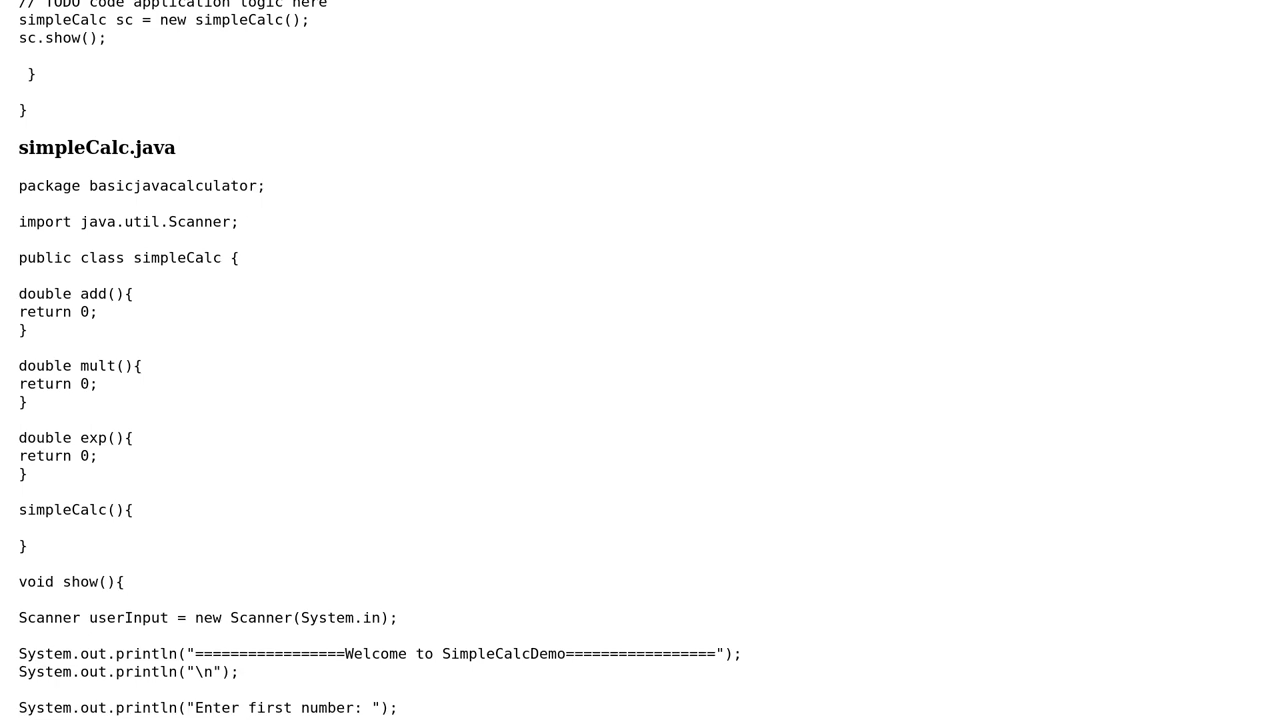 // TODO code application logic here
simpleCalc sc = new simpleCalc();
sc.show();
}
}
simpleCalc.java
package basicjavacalculator;
import java.util.Scanner;
public class simpleCalc {
double add(){
return 0;
}
double mult(){
return 0;
}
double exp(){
return 0;
}
simpleCalc(){
}
void show(){
Scanner userInput = new Scanner(System.in);
System.out.println("=================Welcome to SimpleCalcDemo=================");
System.out.println("\n");
System.out.println("Enter first number: ");